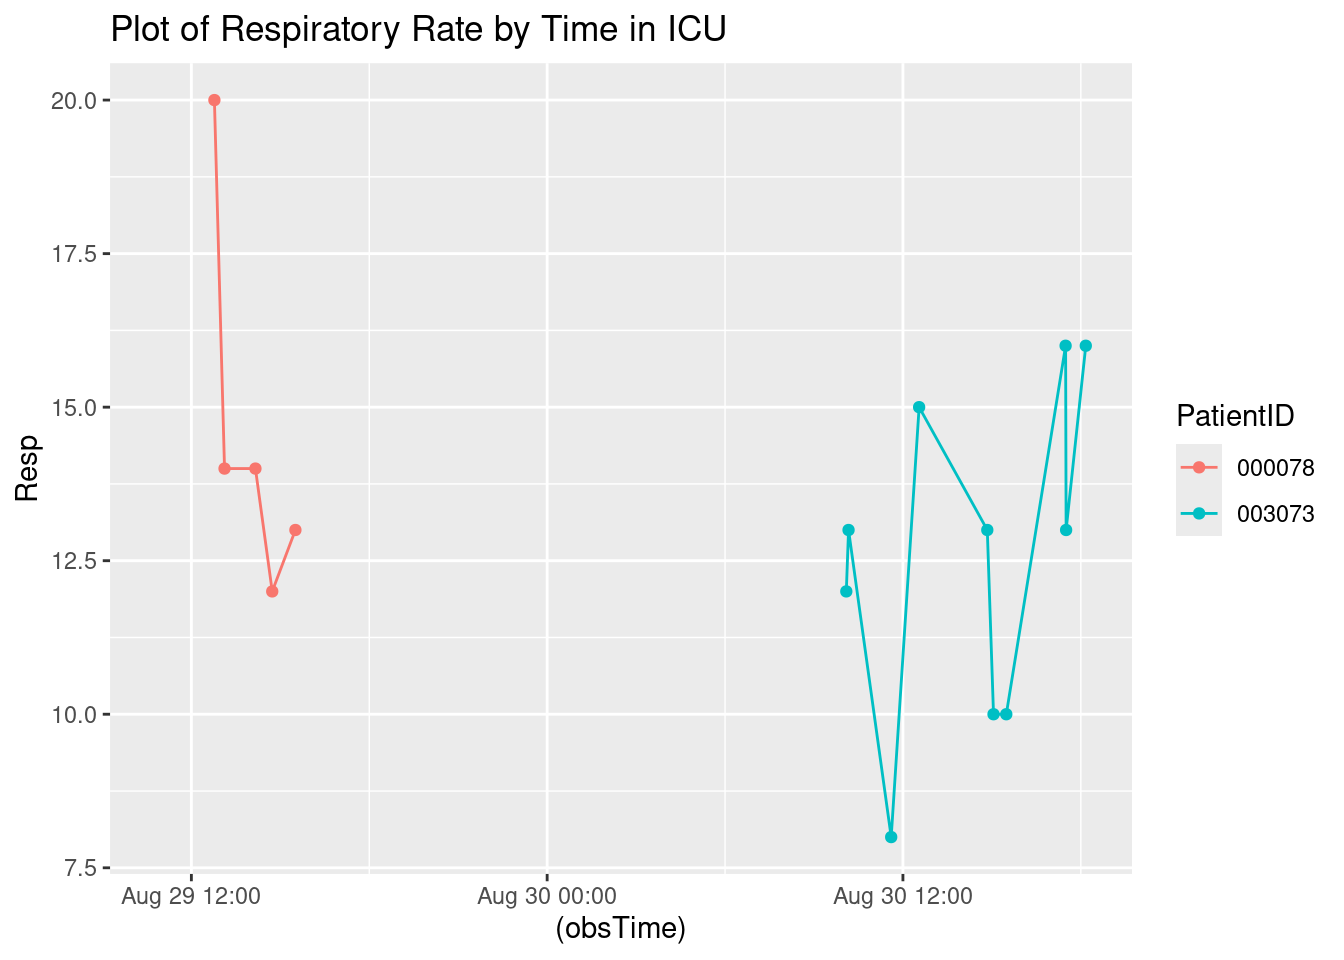 Plot of Respiratory Rate by Time in ICU
20.0
17.5
15.0
12.5
10.0
7.5
Resp
Aug 29 12:00
Aug 30 00:00
Aug 30 12:00
(obsTime)
PatientID
000078
003073